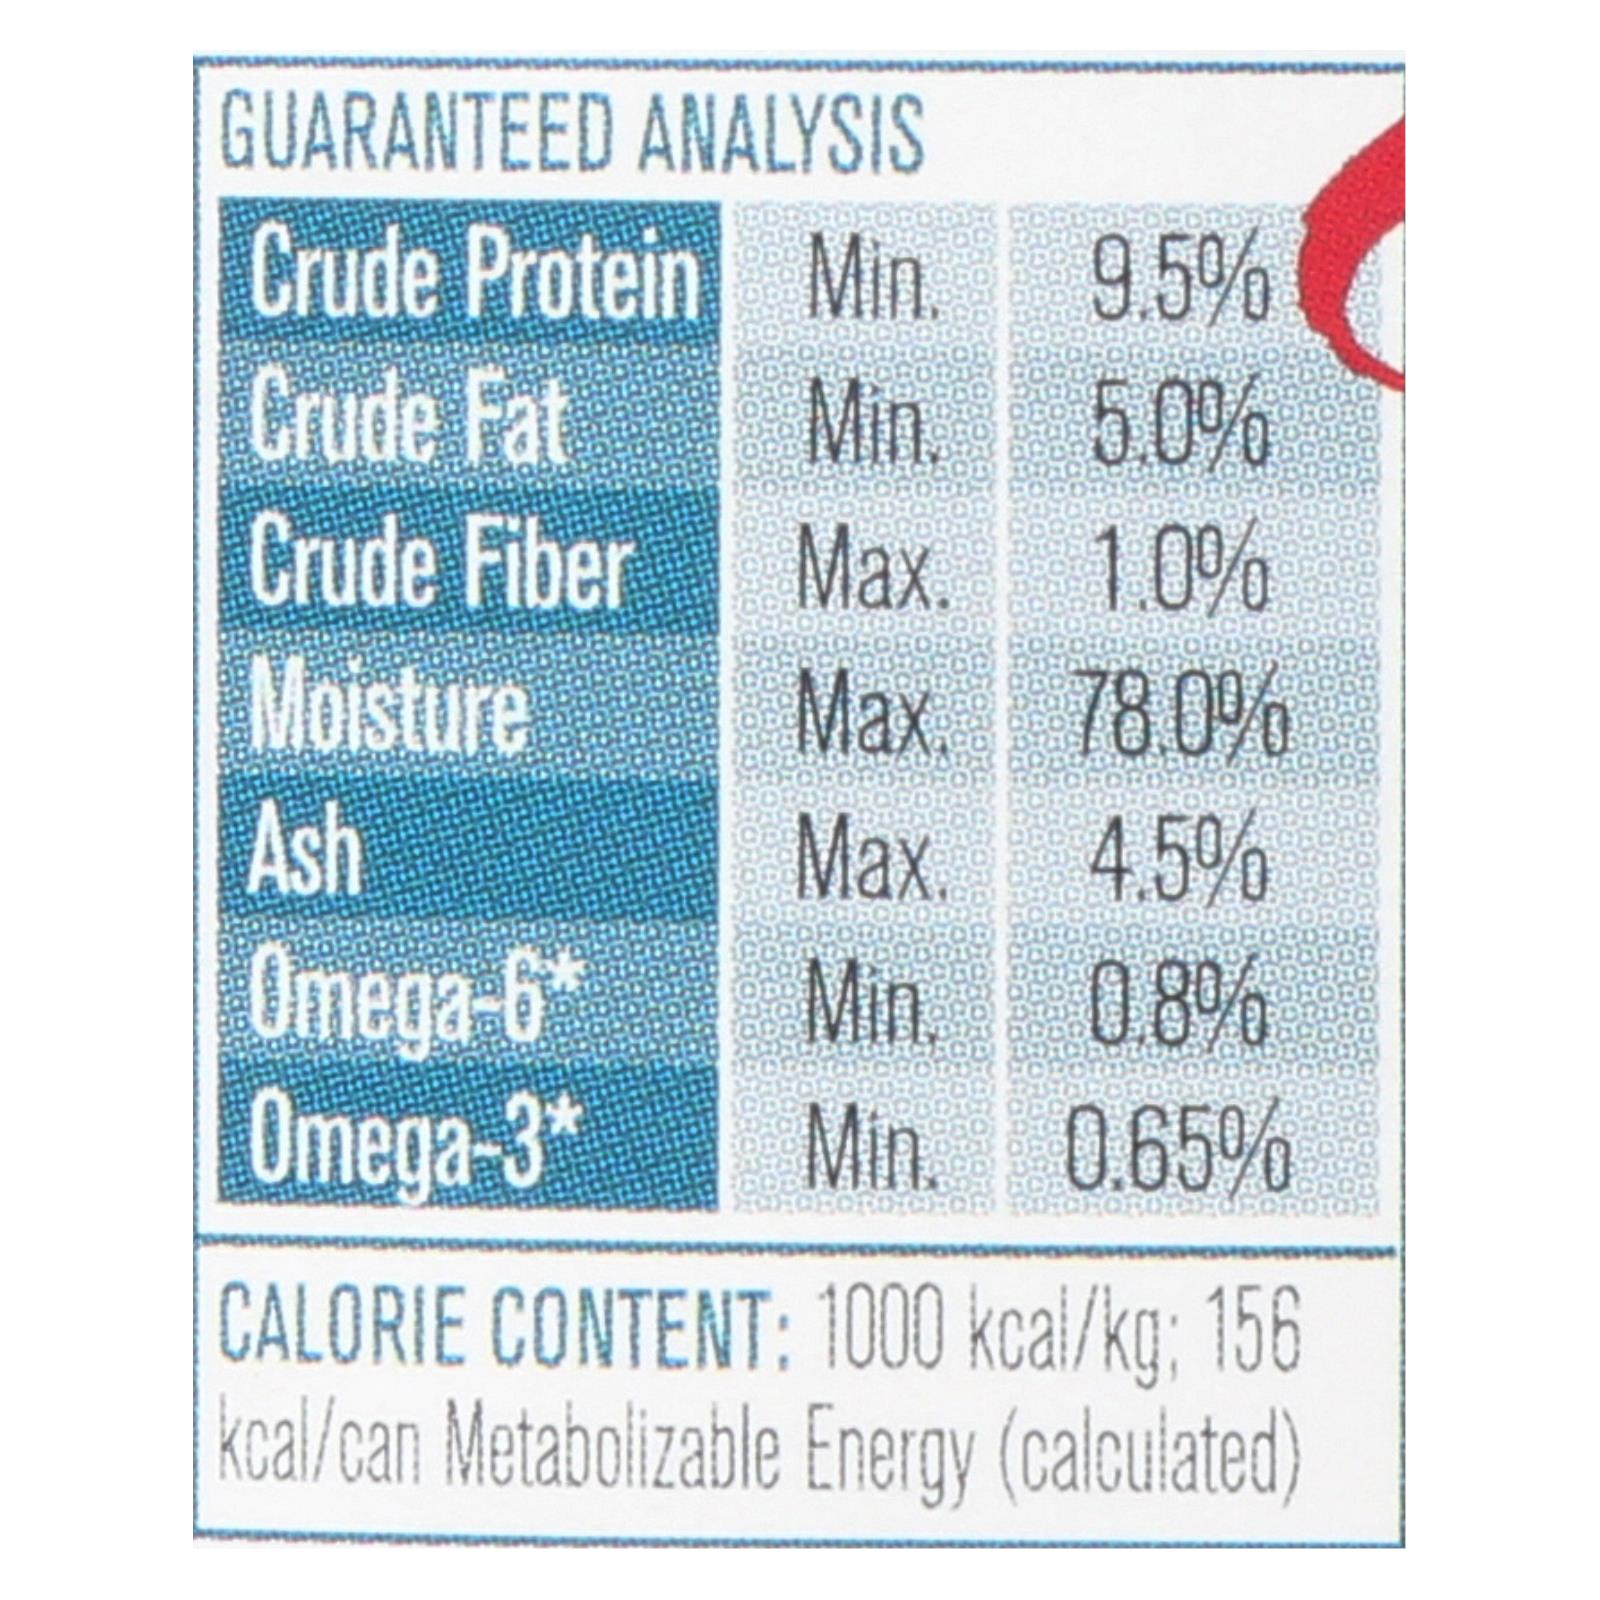 GUARANTEED ANALYSIS
Crude Protein Min. 9.5%
Crude Fat Min. 5.0%
Crude Fiber Max. 1.0%
Moisture Max. 78.0%
Ash Max. 4.5%
Omega-6* Min. 0.8%
Omega-3* Min. 0.65%
CALORIE CONTENT: 1000 kcal/kg; 156
kcal/can Metabolizable Energy (calculated)